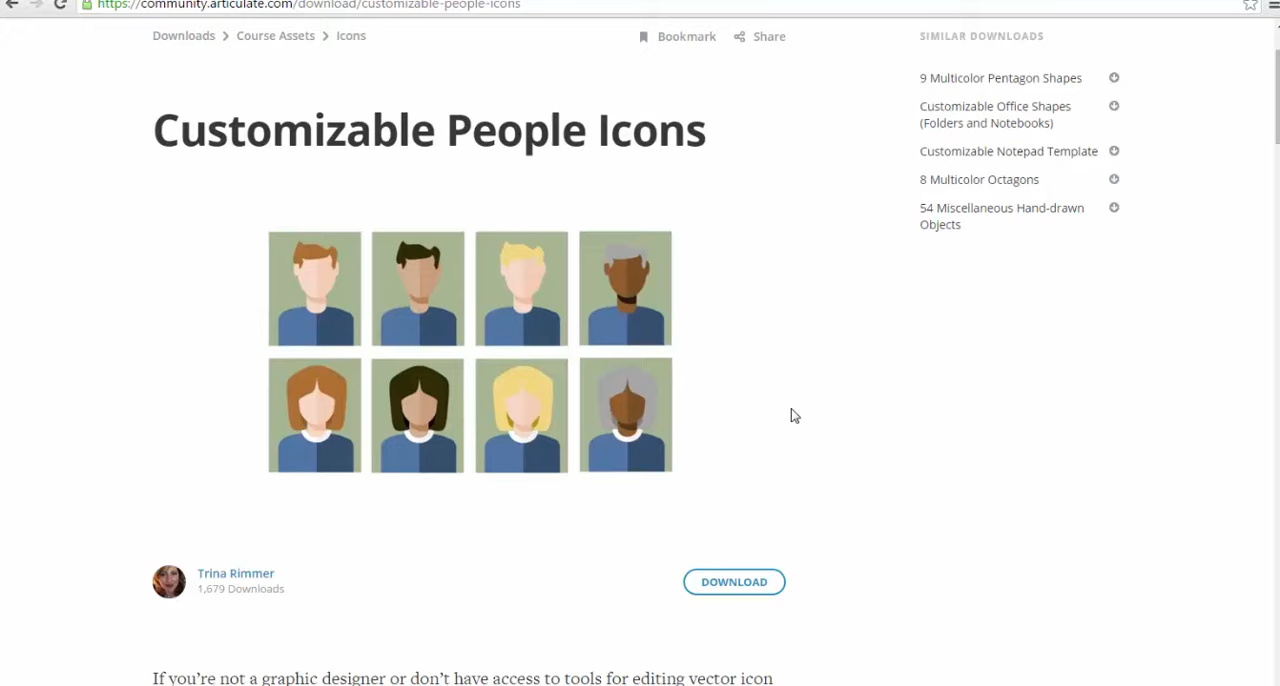 https://community.articulate.com/download/customizable-people-icons
Downloads > Course Assets > Icons
Bookmark Share
Customizable People Icons
Trina Rimmer
1,679 Downloads
DOWNLOAD
If you’re not a graphic designer or don’t have access to tools for editing vector icon
SIMILAR DOWNLOADS
9 Multicolor Pentagon Shapes
Customizable Office Shapes
(Folders and Notebooks)
Customizable Notepad Template
8 Multicolor Octagons
54 Miscellaneous Hand-drawn
Objects